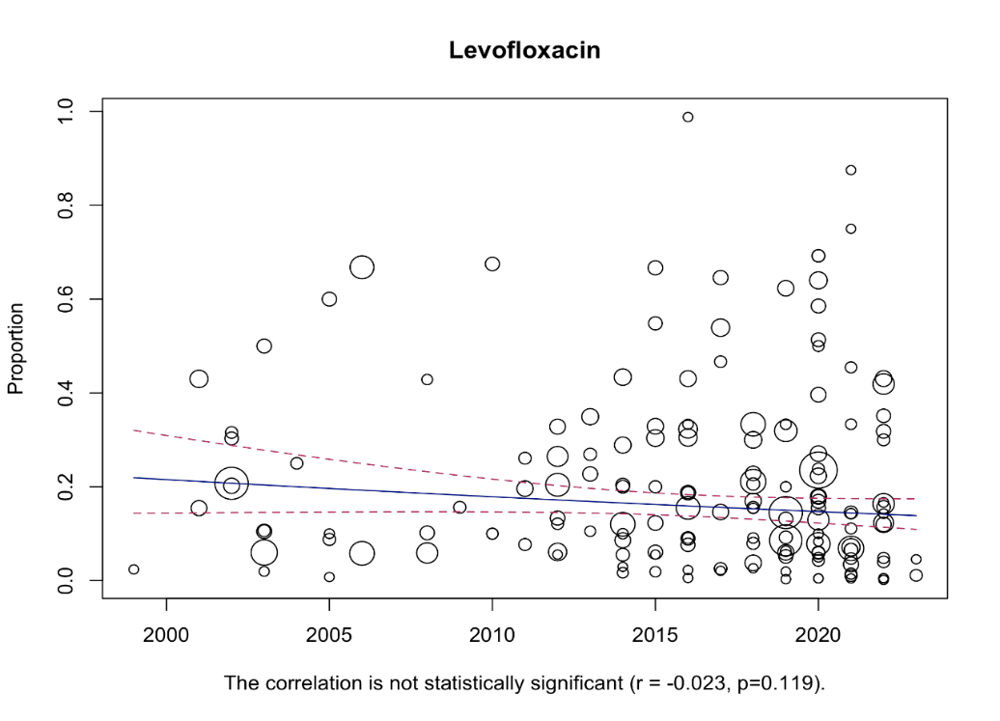 Levofloxacin
Proportion
1.0
0.8
0.6
0.4
0.2
0.0
2000 2005 2010 2015 2020
The correlation is not statistically significant (r = -0.023, p=0.119).